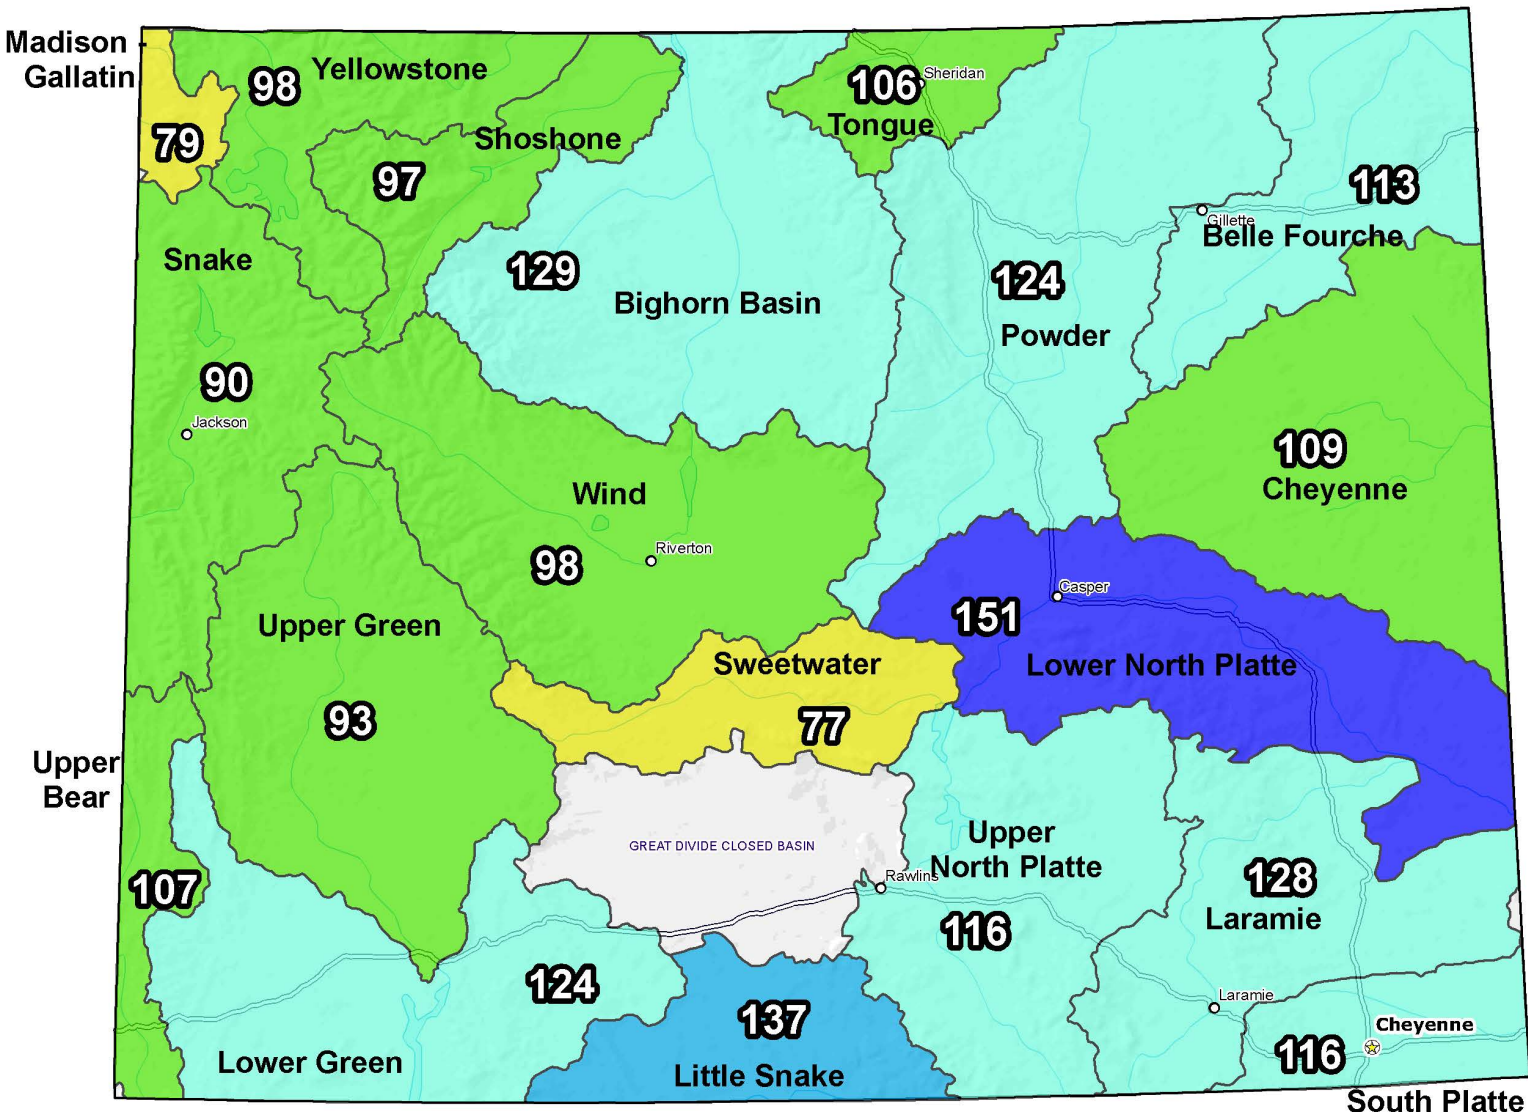 Madison
Gallatin
79
98
Yellowstone
Shoshone
97
106
Sheridan
Tongue
113
Gillette
Belle Fourche
Snake
129
Bighorn Basin
124
Powder
90
Jackson
109
Cheyenne
Wind
98
Riverton
Casper
151
Lower North Platte
Upper Green
93
Sweetwater
77
Upper
Bear
107
GREAT DIVIDE CLOSED BASIN
Rawlins
Upper
North Platte
116
128
Laramie
124
Lower Green
137
Little Snake
Laramie
Cheyenne
116
South Platte